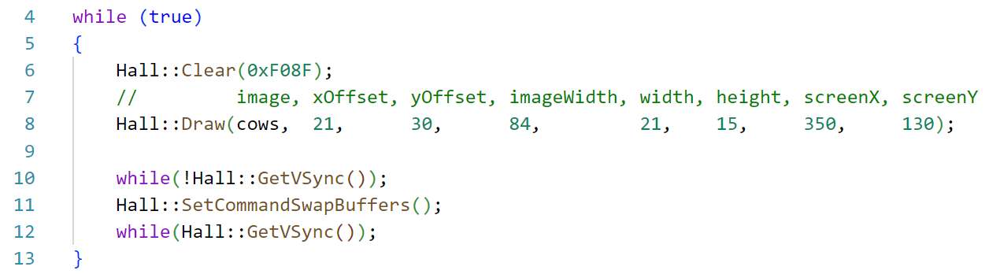 4 while (true)
5 {
6 Hall::Clear(0xF08F);
7 // image, xOffset, yOffset, imageWidth, width, height, screenX, screenY
8 Hall::Draw(cows, 21, 30, 84, 21, 15, 350, 130);
9
10 while(!Hall::GetVSync());
11 Hall::SetCommandSwapBuffers();
12 while(Hall::GetVSync());
13 }